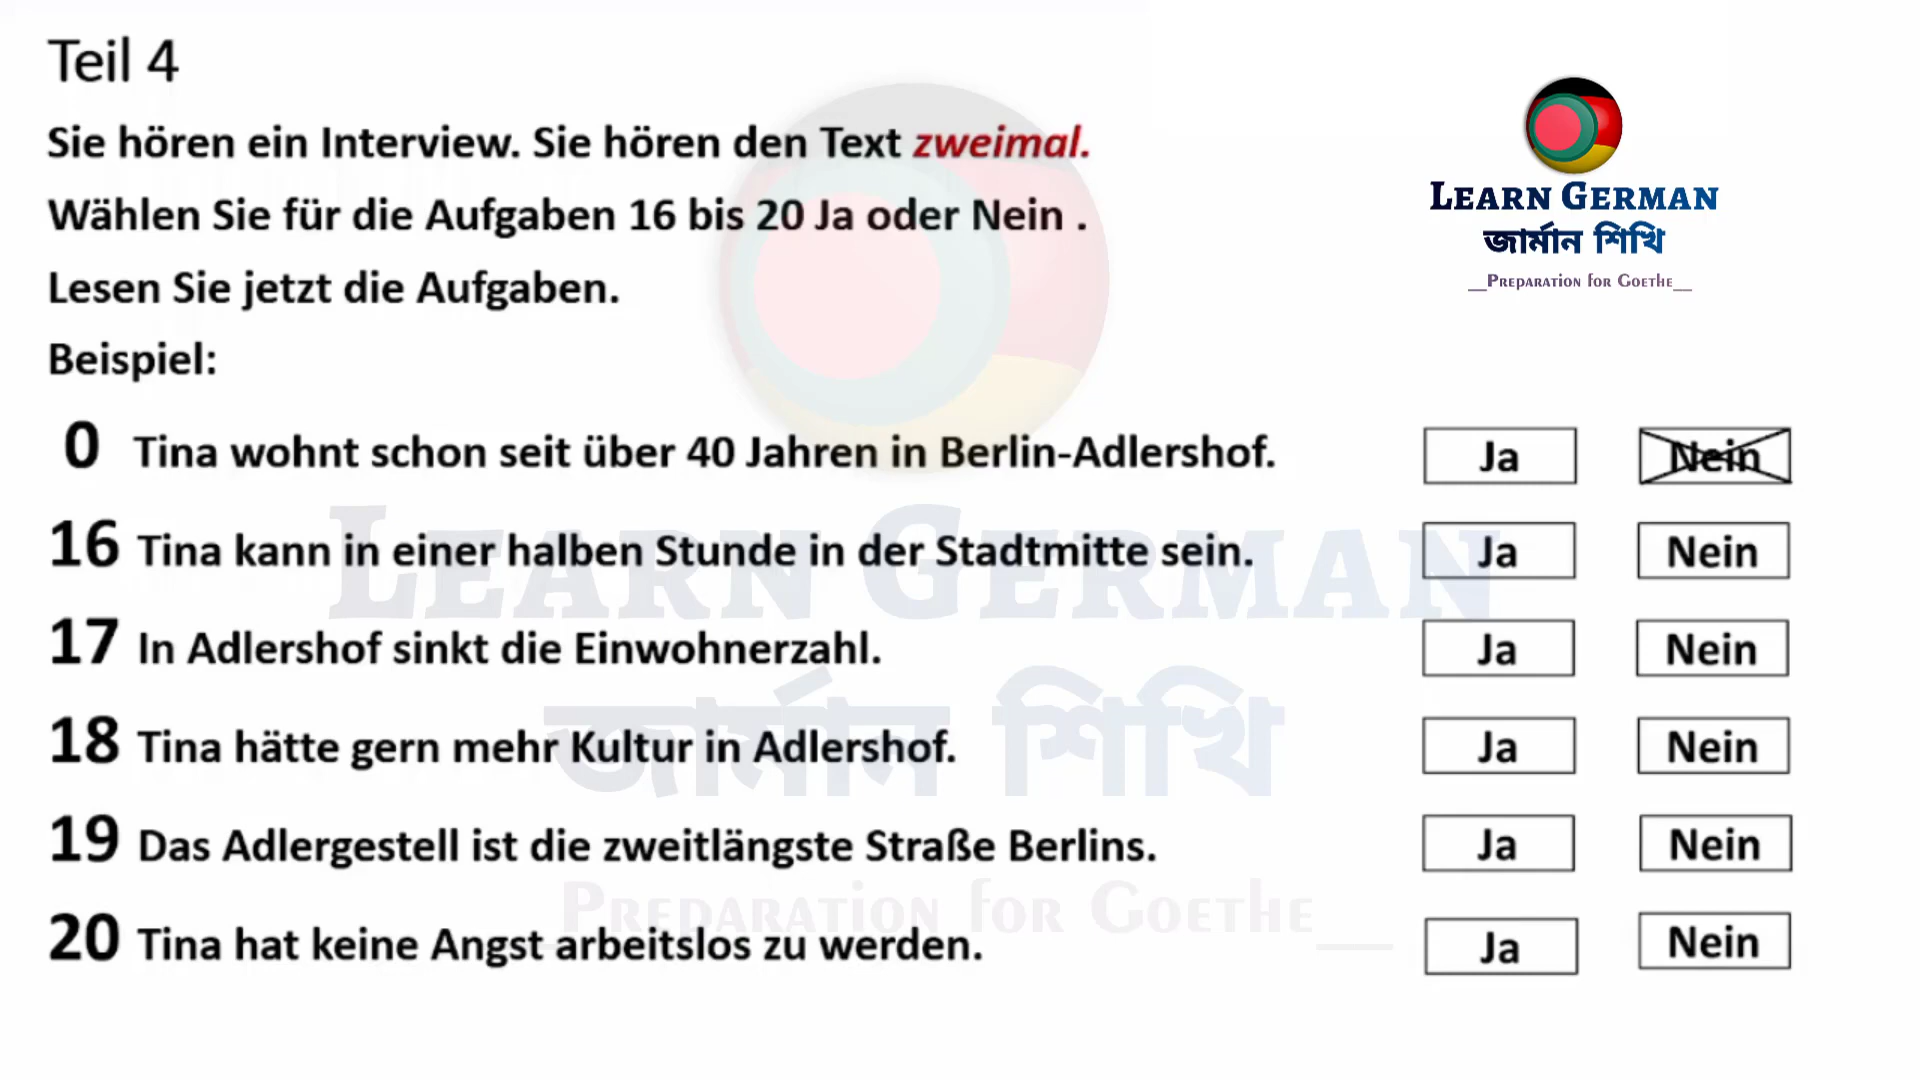 Teil 4
Sie hören ein Interview. Sie hören den Text zweimal.
Wählen Sie für die Aufgaben 16 bis 20 Ja oder Nein .
Lesen Sie jetzt die Aufgaben.
Beispiel:
0 Tina wohnt schon seit über 40 Jahren in Berlin-Adlershof. Ja Nein
16 Tina kann in einer halben Stunde in der Stadtmitte sein. Ja Nein
17 In Adlershof sinkt die Einwohnerzahl. Ja Nein
18 Tina hätte gern mehr Kultur in Adlershof. Ja Nein
19 Das Adlergestell ist die zweitlängste Straße Berlins. Ja Nein
20 Tina hat keine Angst arbeitslos zu werden. Ja Nein
LEARN GERMAN
জার্মান শিখি
__Preparation for Goethe__
LEARN GERMAN
জার্মান শিখি
__Preparation for Goethe__